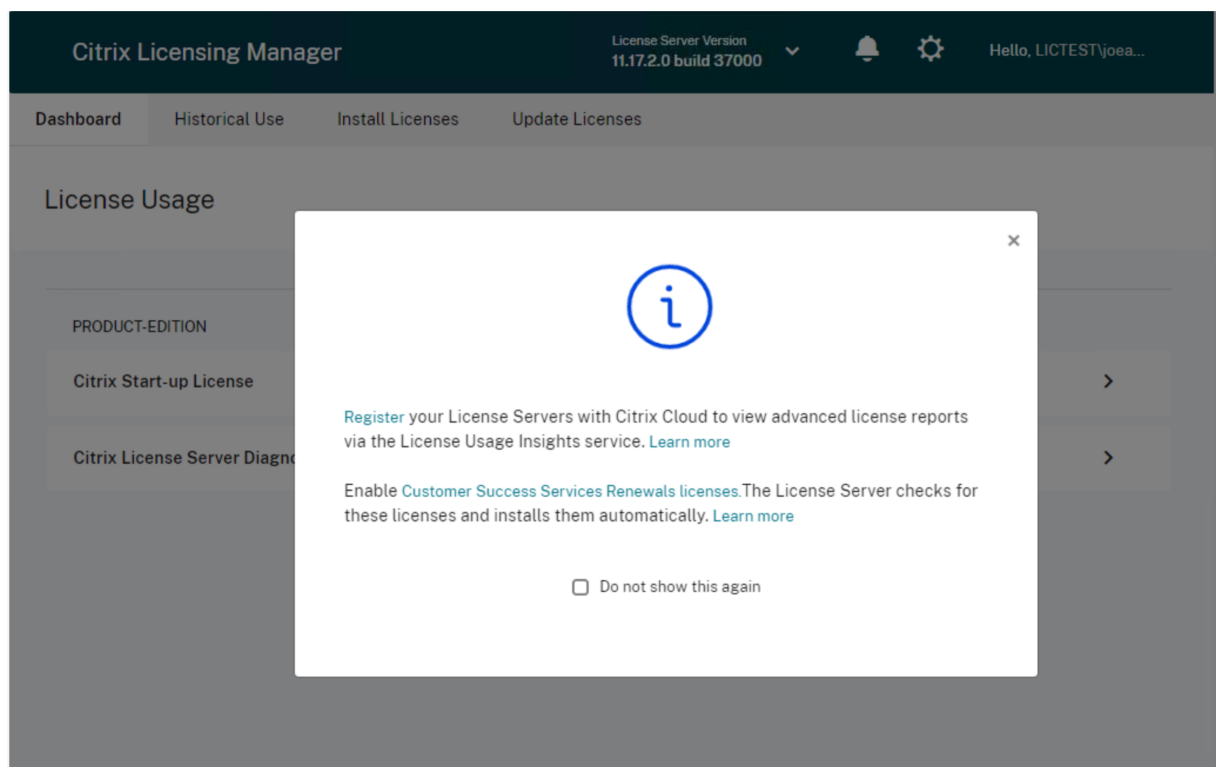 Citrix Licensing Manager
License Server Version
11.17.2.0 build 37000
Hello, LICTEST\joea...
Dashboard
Historical Use
Install Licenses
Update Licenses
License Usage
PRODUCT-EDITION
Citrix Start-up License
Citrix License Server Diagno
Register your License Servers with Citrix Cloud to view advanced license reports
via the License Usage Insights service. Learn more
Enable Customer Success Services Renewals licenses.The License Server checks for
these licenses and installs them automatically. Learn more
Do not show this again